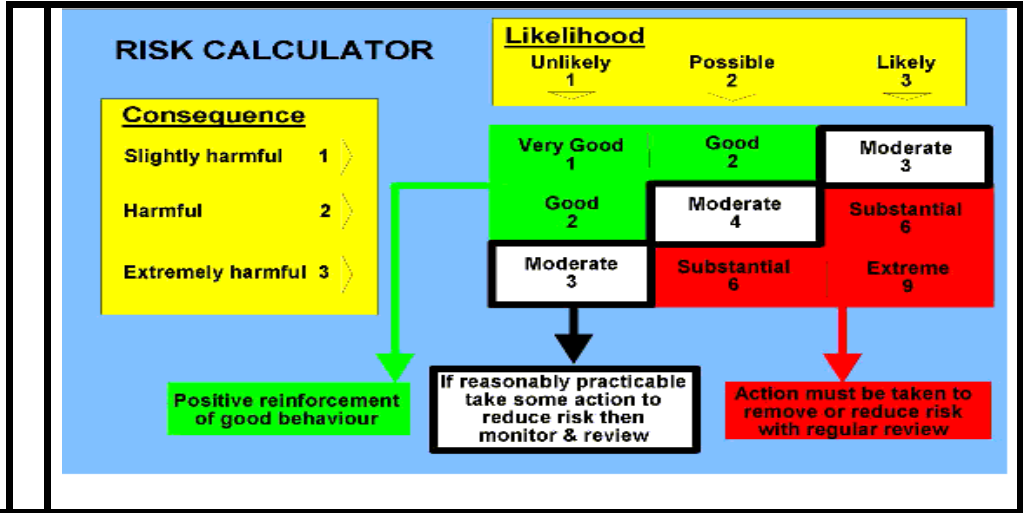 RISK CALCULATOR
Likelihood
Unlikely Possible Likely
1 2 3
Consequence
Slightly harmful 1
Harmful 2
Extremely harmful 3
Very Good Good Moderate
1 2 3
Good Moderate Substantial
2 4 6
Moderate Substantial Extreme
3 6 9
Positive reinforcement
of good behaviour
If reasonably practicable
take some action to
reduce risk then
monitor & review
Action must be taken to
remove or reduce risk
with regular review